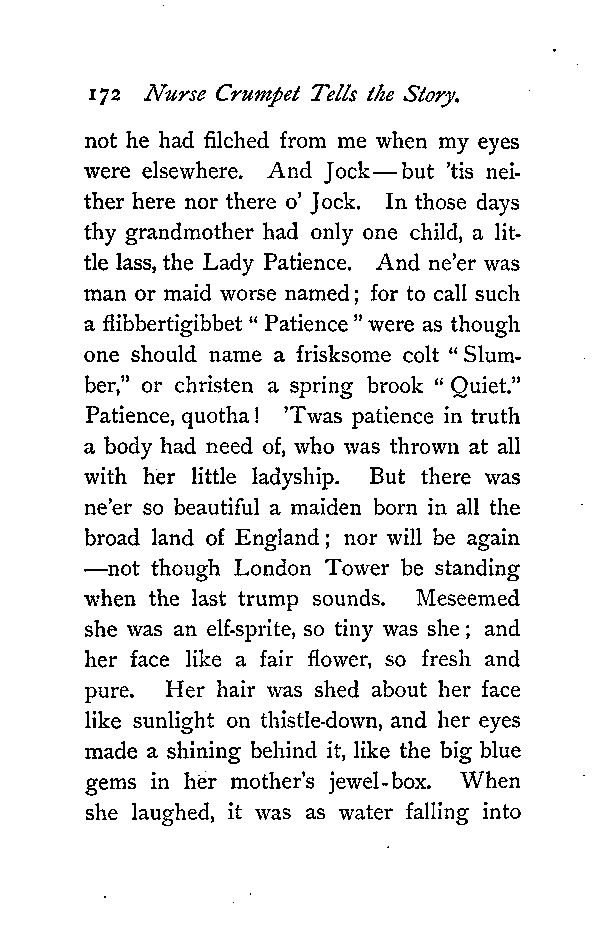 172 Nurse Crumpet Tells the Story.
not he had filched from me when my eyes
were elsewhere. And Jock—but 'tis nei-
ther here nor there o' Jock. In those days
thy grandmother had only one child, a lit-
tle lass, the Lady Patience. And ne'er was
man or maid worse named; for to call such
a flibbertigibbet "Patience" were as though
one should name a frisksome colt "Slum-
ber," or christen a spring brook "Quiet."
Patience, quotha! 'Twas patience in truth
a body had need of, who was thrown at all
with her little ladyship. But there was
ne'er so beautiful a maiden born in all the
broad land of England; nor will be again
—not though London Tower be standing
when the last trump sounds. Meseemed
she was an elf-sprite, so tiny was she; and
her face like a fair flower, so fresh and
pure. Her hair was shed about her face
like sunlight on thistle-down, and her eyes
made a shining behind it, like the big blue
gems in her mother's jewel-box. When
she laughed, it was as water falling into